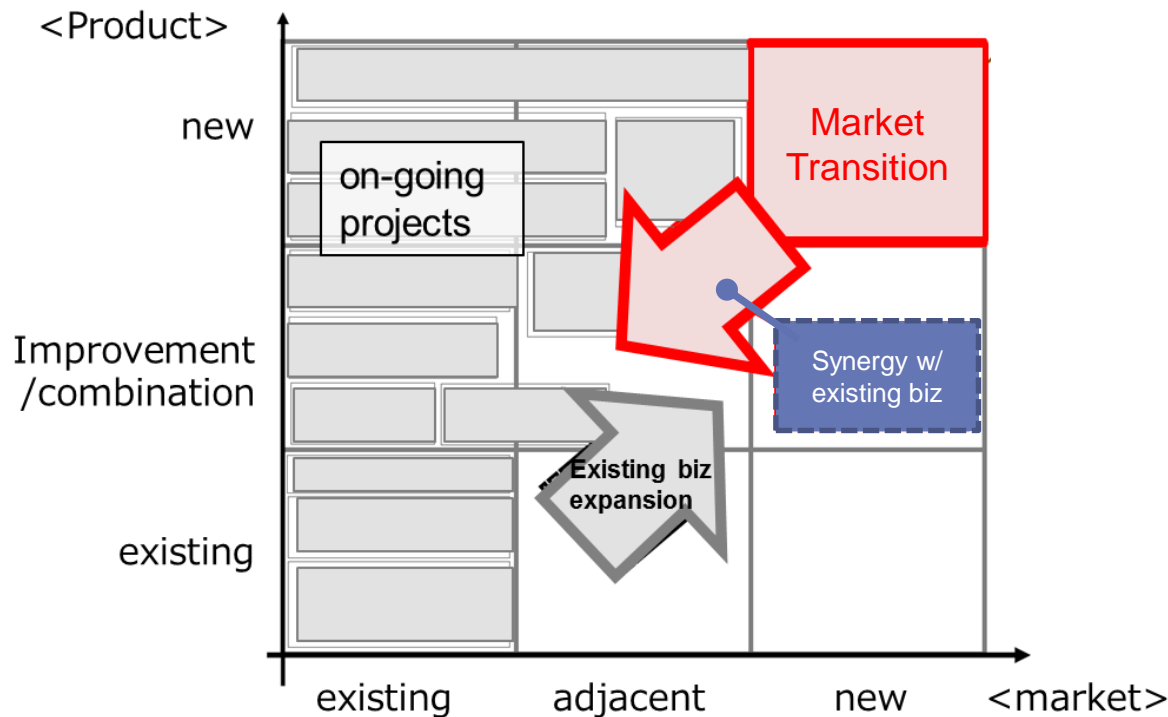 <Product>
new
Market
Transition
on-going
projects
Improvement
/combination
Synergy w/
existing biz
Existing biz
expansion
existing
existing
adjacent
new
<market>